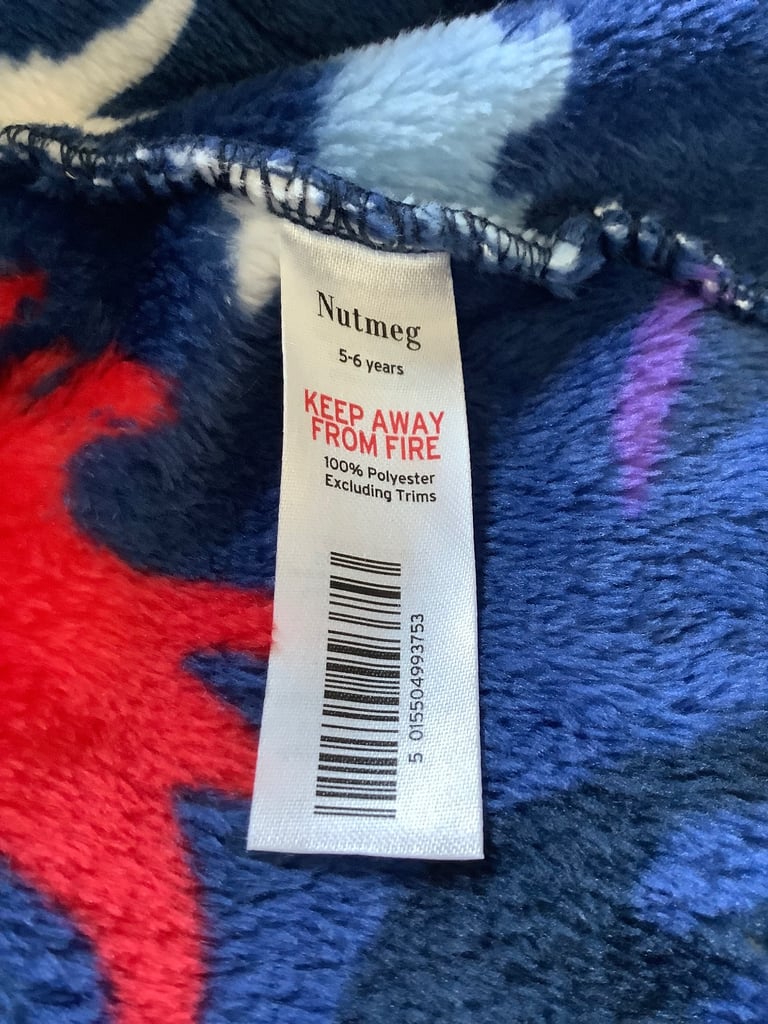 Nutmeg
5-6 years
KEEP AWAY
FROM FIRE
100% Polyester
Excluding Trims
5 015504993753